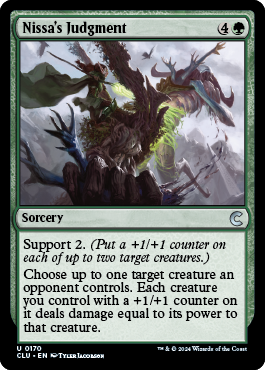 Nissa's Judgment 4
Sorcery
Support 2. (Put a +1/+1 counter on
each of up to two target creatures.)
Choose up to one target creature an
opponent controls. Each creature
you control with a +1/+1 counter on
it deals damage equal to its power to
that creature.
U 0170
CLU • EN Tyler Jacobson
™ & © 2024 Wizards of the Coast